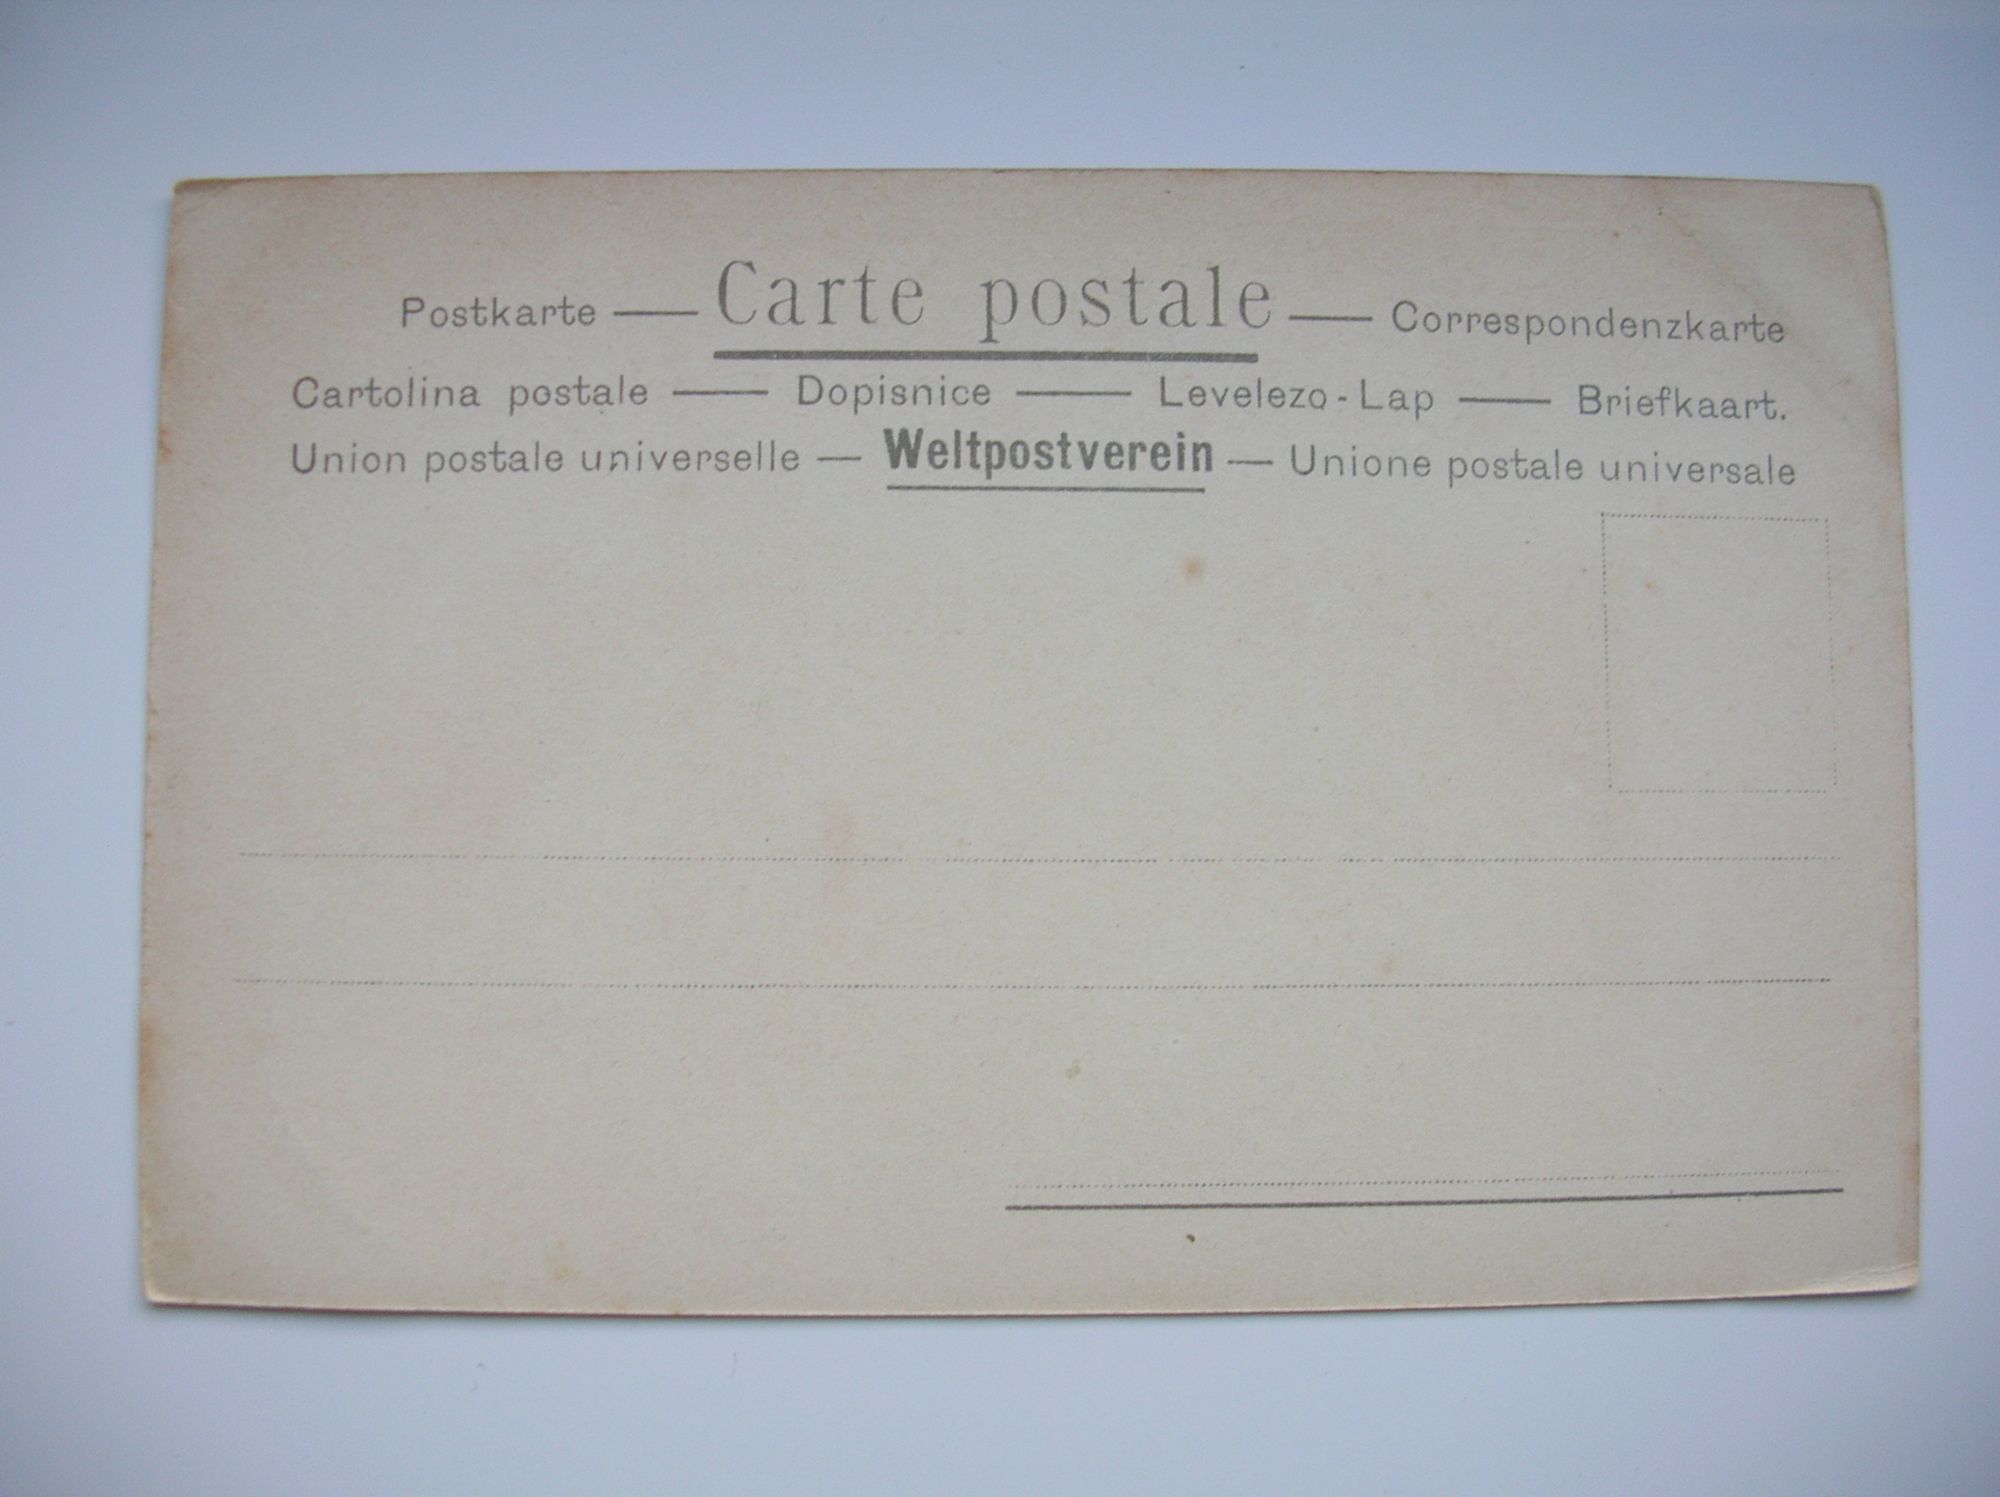 Postkarte — Carte postale — Correspondenzkarte
Cartolina postale — Dopisnice — Levelezo-Lap — Briefkaart.
Union postale universelle — Weltpostverein — Unione postale universale